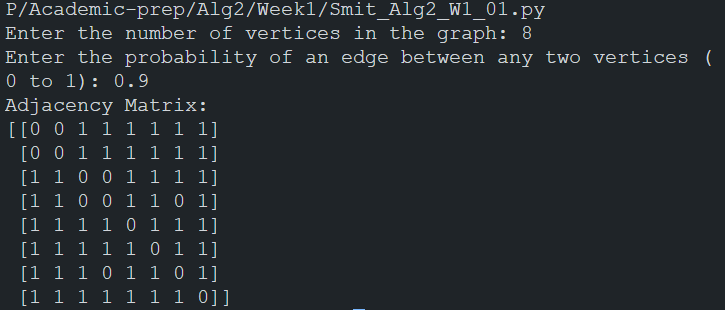 P/Academic-prep/Alg2/Week1/Smit_Alg2_W1_01.py
Enter the number of vertices in the graph: 8
Enter the probability of an edge between any two vertices (
0 to 1): 0.9
Adjacency Matrix:
[[0 0 1 1 1 1 1 1]
 [0 0 1 1 1 1 1 1]
 [1 1 0 0 1 1 1 1]
 [1 1 0 0 1 1 0 1]
 [1 1 1 1 0 1 1 1]
 [1 1 1 1 1 0 1 1]
 [1 1 1 0 1 1 0 1]
 [1 1 1 1 1 1 1 0]]